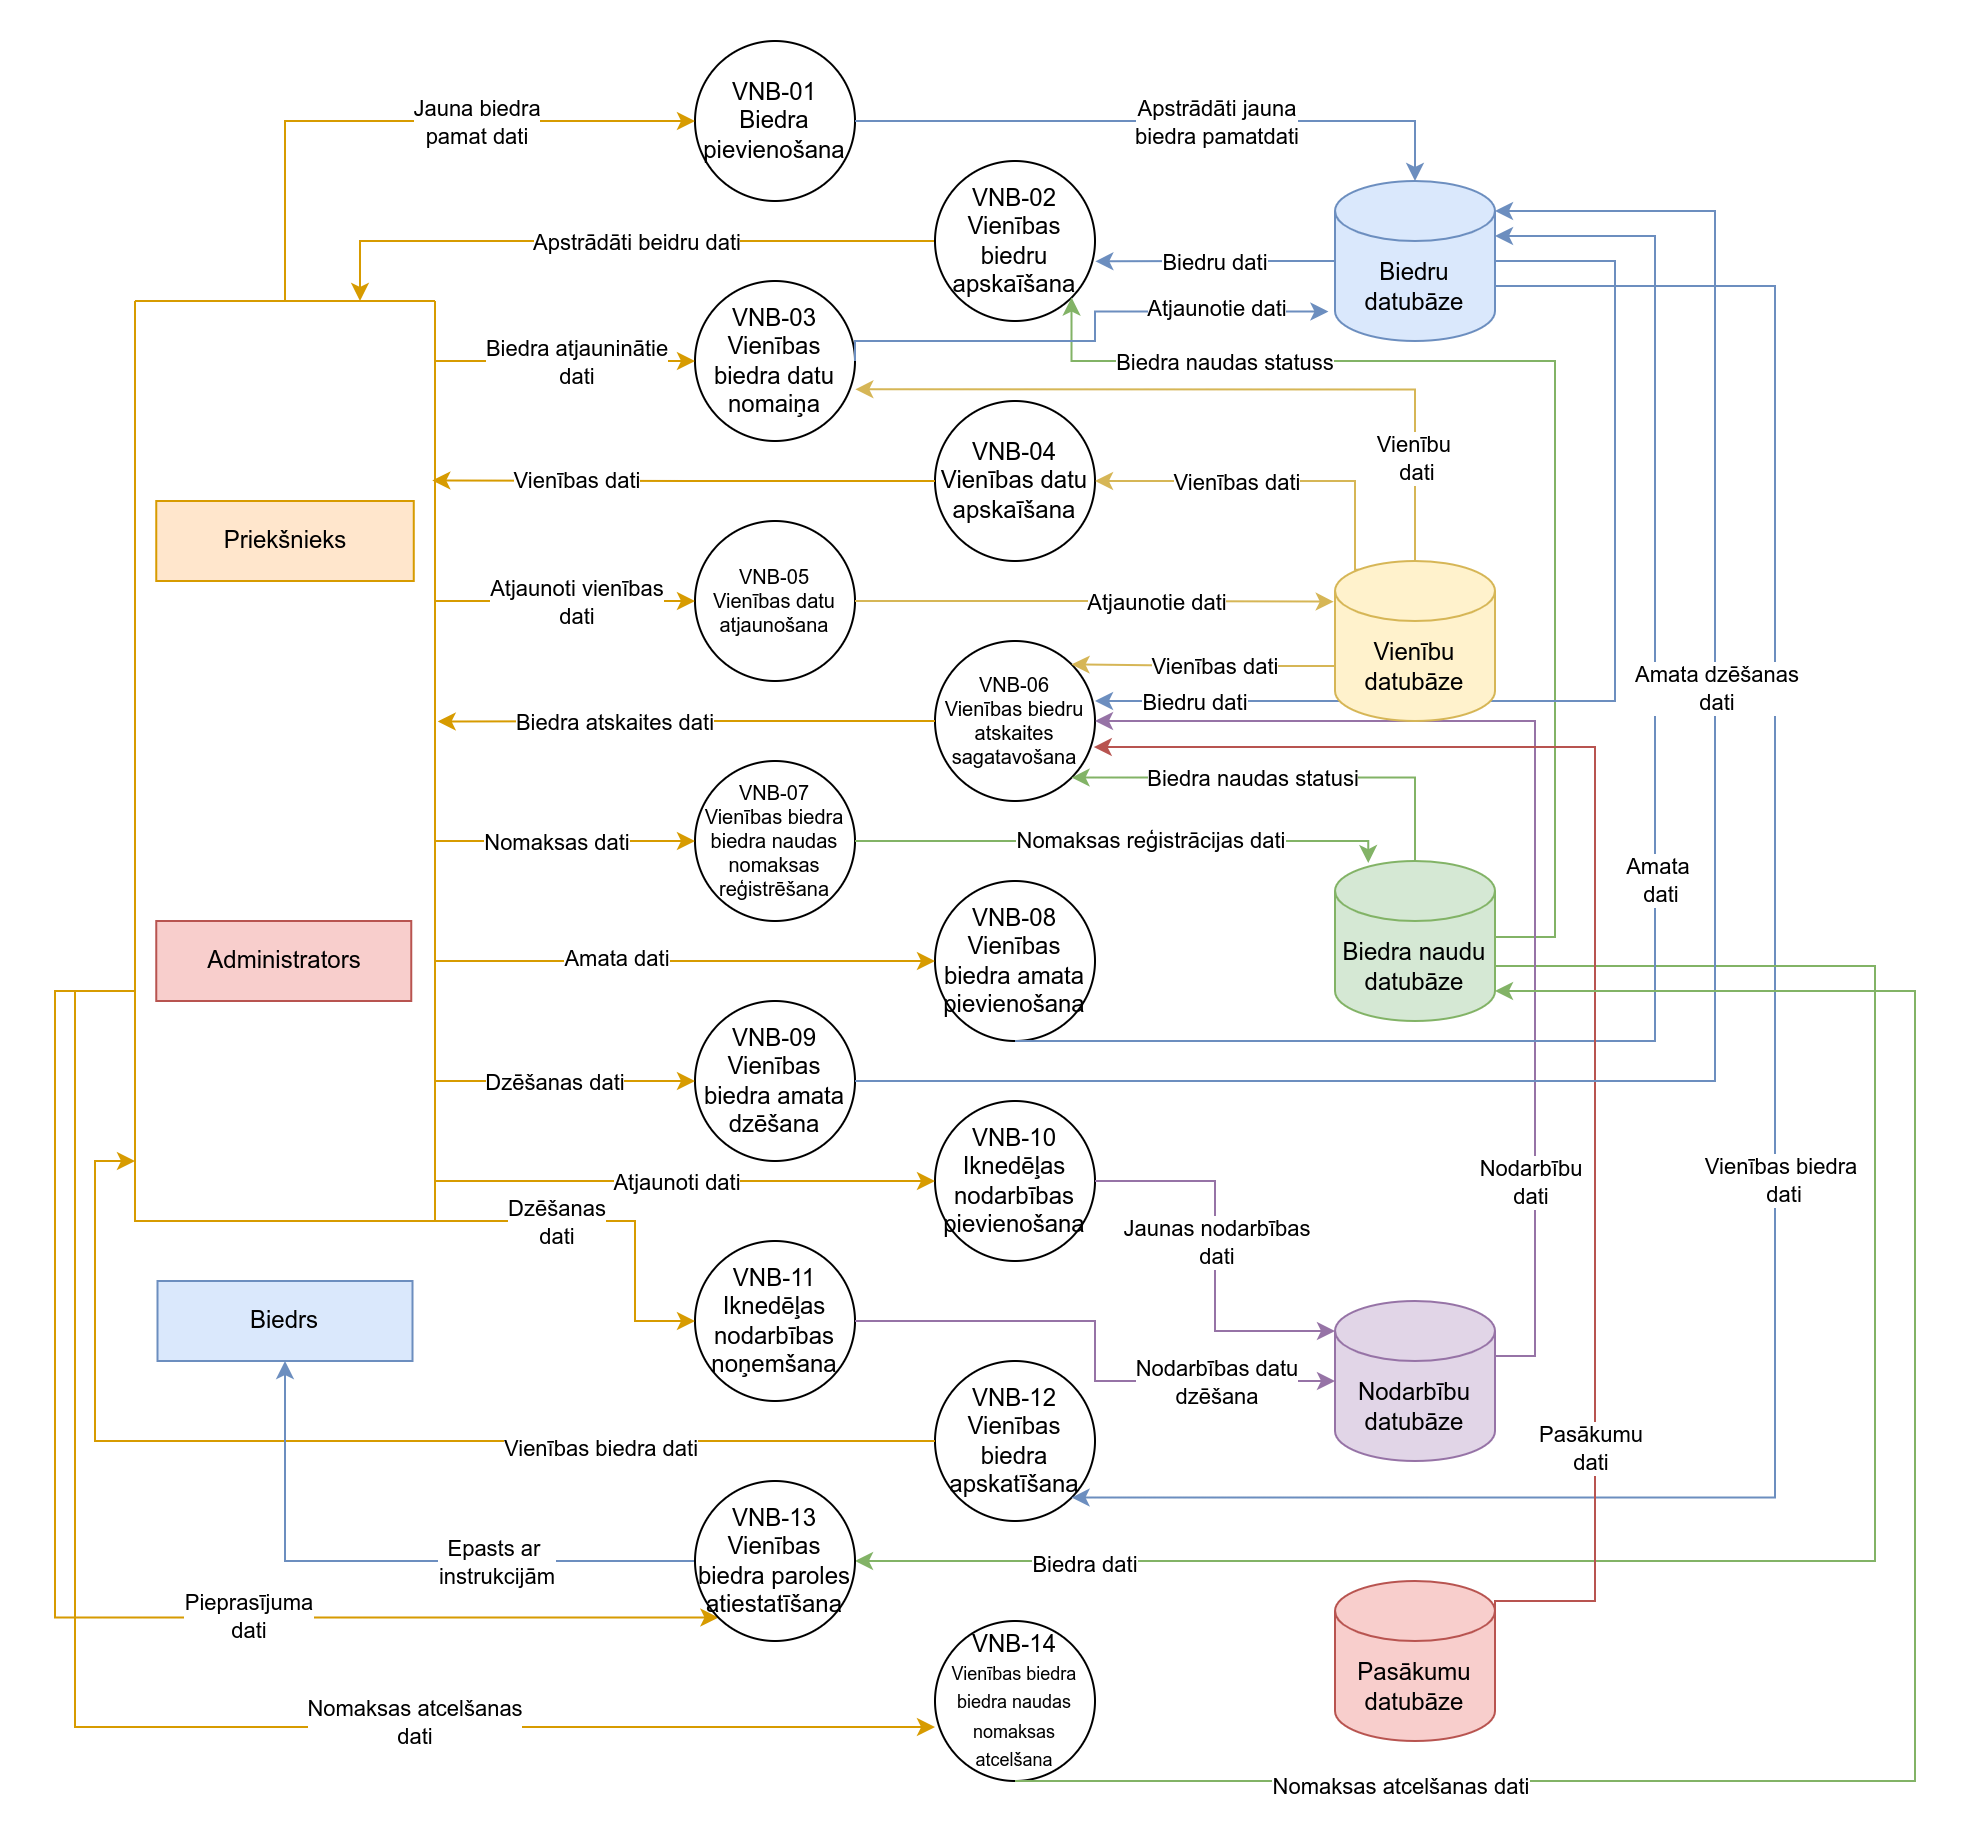 VNB-01
Biedra
pievienošana
Jauna biedra
pamat dati
Apstrādāti jauna
biedra pamatdati
VNB-02
Vienības
biedru
apskaīšana
Apstrādāti beidru dati
Biedru dati
Biedru
datubāze
Atjaunotie dati
VNB-03
Vienības
biedra datu
nomaiņa
Biedra atjauninātie
dati
Biedra naudas statuss
Vienību
dati
VNB-04
Vienības datu
apskaīšana
Vienības dati
Vienības dati
Priekšnieks
VNB-05
Vienības datu
atjaunošana
Atjaunoti vienības
dati
Atjaunotie dati
Vienību
datubāze
VNB-06
Vienības biedru
atskaites
sagatavošana
Vienības dati
Biedru dati
Amata dzēšanas
dati
Biedra atskaites dati
Biedra naudas statusi
VNB-07
Vienības biedra
biedra naudas
nomaksas
reģistrēšana
Nomaksas dati
Nomaksas reģistrācijas dati
Amata
dati
VNB-08
Vienības
biedra amata
pievienošana
Amata dati
Administrators
Biedra naudu
datubāze
VNB-09
Vienības
biedra amata
dzēšana
Dzēšanas dati
VNB-10
Iknedēļas
nodarbības
pievienošana
Atjaunoti dati
Nodarbību
dati
Vienības biedra
dati
Dzēšanas
dati
Jaunas nodarbības
dati
VNB-11
Iknedēļas
nodarbības
noņemšana
Biedrs
Nodarbības datu
dzēšana
Nodarbību
datubāze
VNB-12
Vienības
biedra
apskatīšana
Vienības biedra dati
Pasākumu
dati
VNB-13
Vienības
biedra paroles
atiestatīšana
Epasts ar
instrukcijām
Biedra dati
Pieprasījuma
dati
VNB-14
Vienības biedra
biedra naudas
nomaksas
atcelšana
Pasākumu
datubāze
Nomaksas atcelšanas
dati
Nomaksas atcelšanas dati